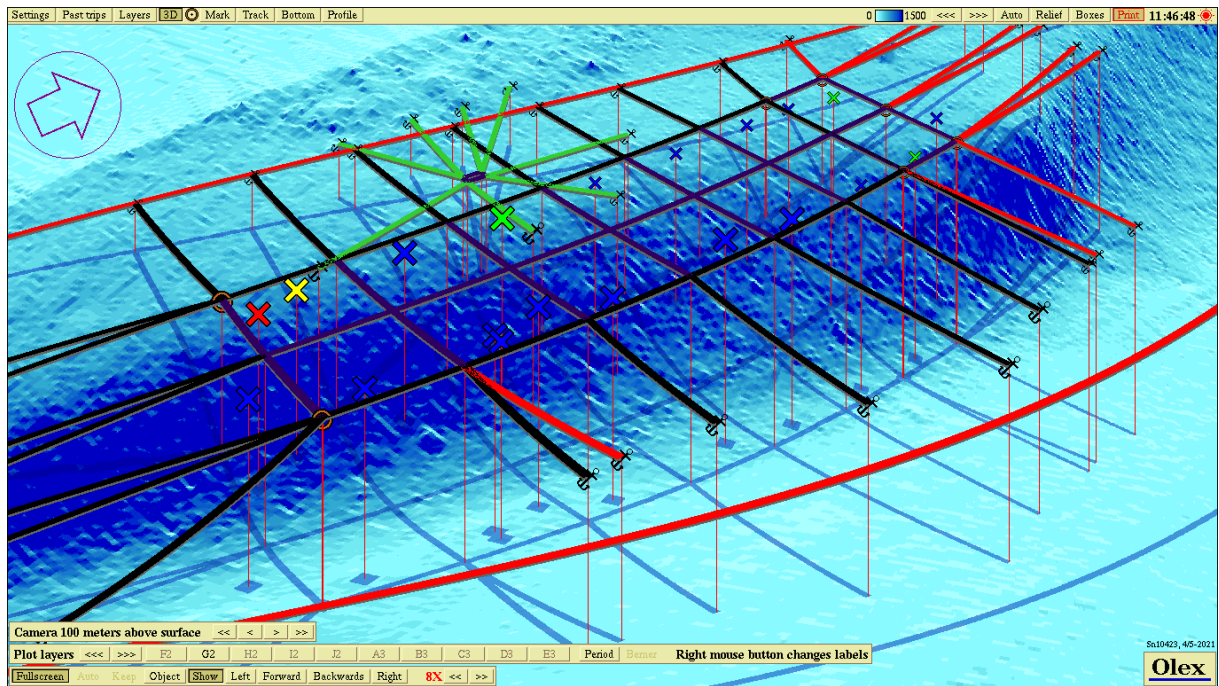 Settings Past trips Layers 3D Mark Track Bottom Profile 0 1500 <<< >>> Auto Relief Boxes Print 11:46:48
Camera 100 meters above surface << < > >>
Sn10423, 4/5-2021
Plot layers <<< >>> F2 G2 H2 I2 J2 A3 B3 C3 D3 E3 Period Berner Right mouse button changes labels
Olex
Fullscreen Auto Keep Object Show Left Forward Backwards Right 8X << >>